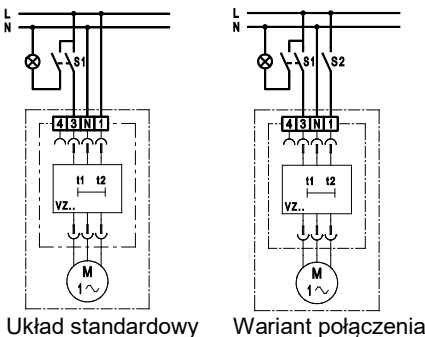 L
N
S1
4 3 N 1
t1 t2
VZ..
M
1~
Układ standardowy
L
N
S1 S2
4 3 N 1
t1 t2
VZ..
M
1~
Wariant połączenia